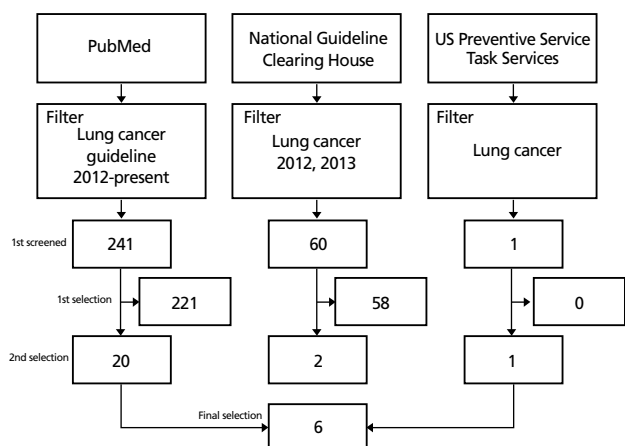 PubMed
National Guideline
Clearing House
US Preventive Service
Task Services
Filter
Lung cancer
guideline
2012-present
Filter
Lung cancer
2012, 2013
Filter
Lung cancer
1st screened
241
60
1
1st selection
221
58
0
2nd selection
20
2
1
Final selection
6